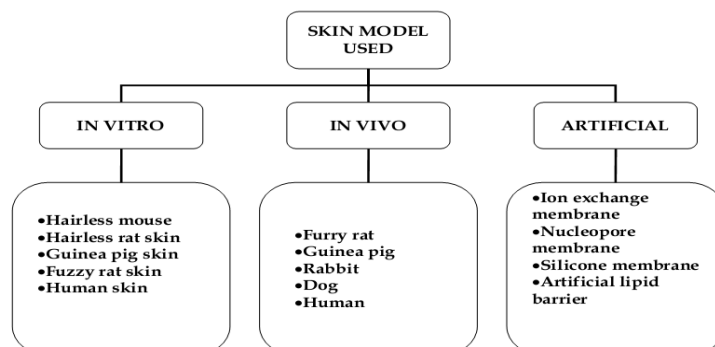 SKIN MODEL
USED
IN VITRO
IN VIVO
ARTIFICIAL
•Hairless mouse
•Hairless rat skin
•Guinea pig skin
•Fuzzy rat skin
•Human skin
•Furry rat
•Guinea pig
•Rabbit
•Dog
•Human
•Ion exchange
membrane
•Nucleopore
membrane
•Silicone membrane
•Artificial lipid
barrier